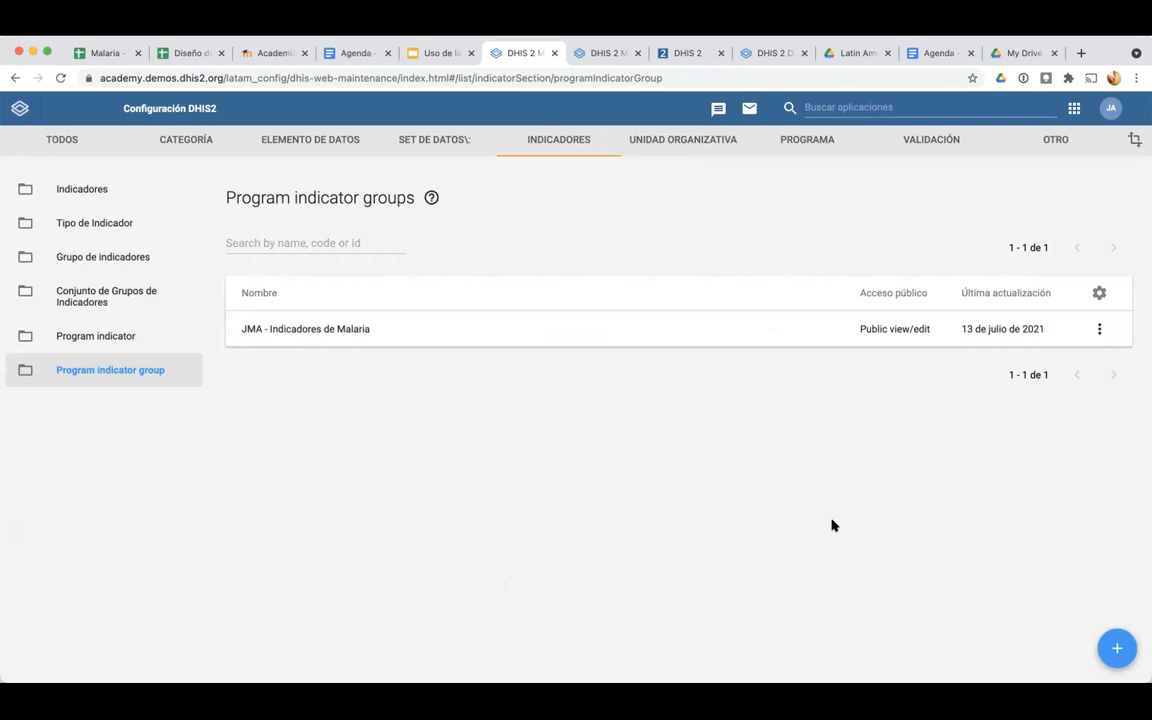 Malaria -
Diseño de
Academia
Agenda -
Uso de la
DHIS 2 M
DHIS 2 M
DHIS 2
DHIS 2 D
Latin Am
Agenda -
My Drive
academy.demos.dhis2.org/latam_config/dhis-web-maintenance/index.html#/list/indicatorSection/programIndicatorGroup
Configuración DHIS2
Buscar aplicaciones
JA
TODOS
CATEGORÍA
ELEMENTO DE DATOS
SET DE DATOS\:
INDICADORES
UNIDAD ORGANIZATIVA
PROGRAMA
VALIDACIÓN
OTRO
Indicadores
Tipo de Indicador
Grupo de indicadores
Conjunto de Grupos de
Indicadores
Program indicator
Program indicator group
Program indicator groups
Search by name, code or id
1 - 1 de 1
Nombre
Acceso público
Última actualización
JMA - Indicadores de Malaria
Public view/edit
13 de julio de 2021
1 - 1 de 1